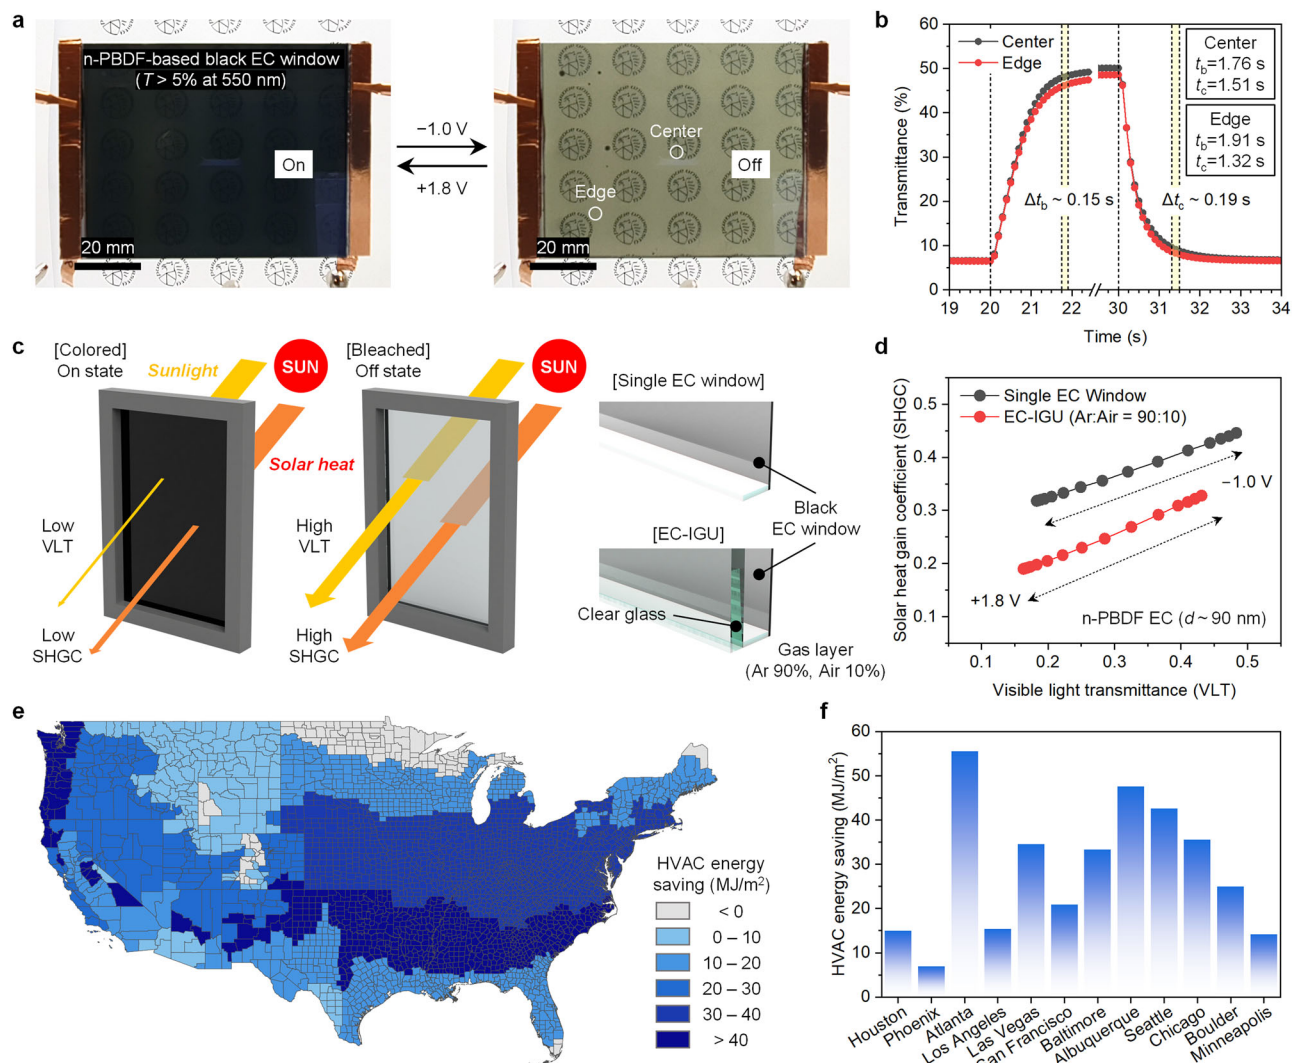 a
n-PBDF-based black EC window
(T > 5% at 550 nm)
On
20 mm
−1.0 V
+1.8 V
Center
Edge
Off
20 mm
b
Transmittance (%)
60
50
40
30
20
10
0
19 20 21 22 30 31 32 33 34
Time (s)
Center
Edge
Center
tb=1.76 s
tc=1.51 s
Edge
tb=1.91 s
tc=1.32 s
Δtb ~ 0.15 s
Δtc ~ 0.19 s
c
[Colored]
On state
Sunlight
SUN
Solar heat
Low
VLT
Low
SHGC
[Bleached]
Off state
SUN
High
VLT
High
SHGC
[Single EC window]
Black
EC window
[EC-IGU]
Clear glass
Gas layer
(Ar 90%, Air 10%)
d
Solar heat gain coefficient (SHGC)
0.5
0.4
0.3
0.2
0.1
0.1 0.2 0.3 0.4 0.5
Visible light transmittance (VLT)
Single EC Window
EC-IGU (Ar:Air = 90:10)
−1.0 V
+1.8 V
n-PBDF EC (d ~ 90 nm)
e
HVAC energy
saving (MJ/m²)
< 0
0 – 10
10 – 20
20 – 30
30 – 40
> 40
f
HVAC energy saving (MJ/m²)
60
50
40
30
20
10
0
Houston
Phoenix
Atlanta
Los Angeles
Las Vegas
San Francisco
Baltimore
Albuquerque
Seattle
Chicago
Boulder
Minneapolis